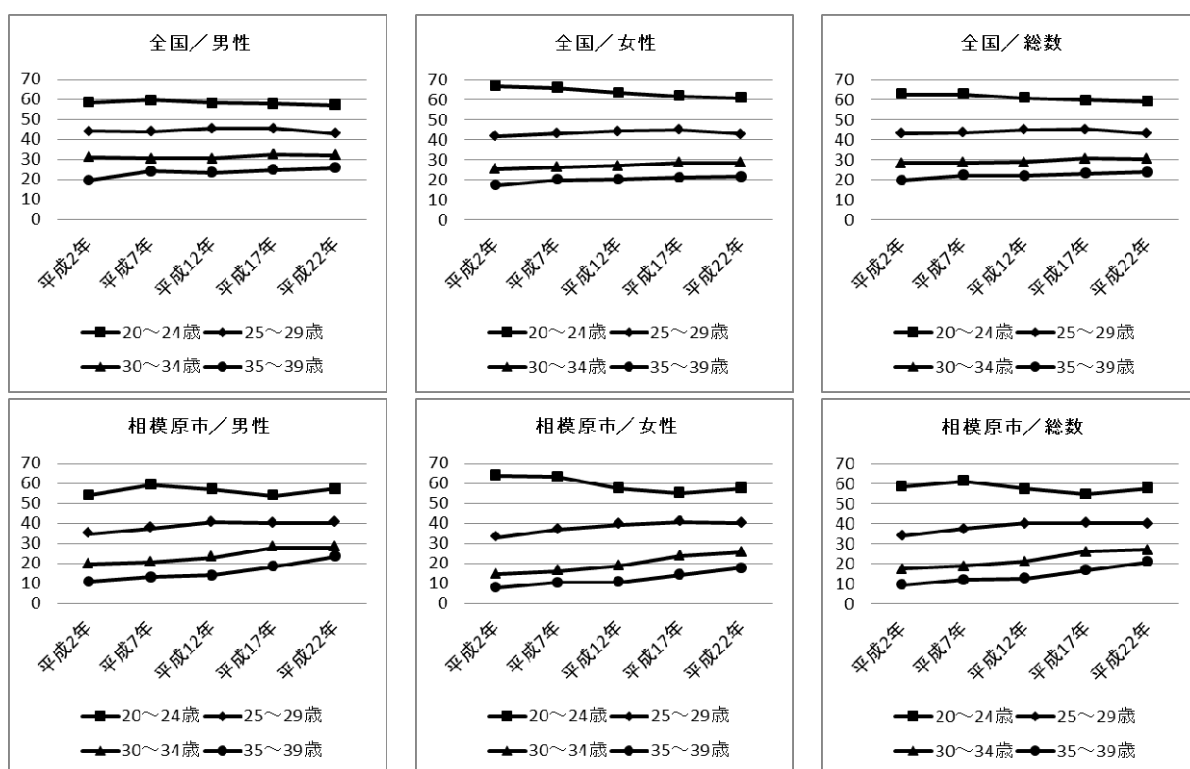 全国／男性
70
60
50
40
30
20
10
0
平成2年
平成7年
平成12年
平成17年
平成22年
20～24歳 25～29歳
30～34歳 35～39歳
全国／女性
70
60
50
40
30
20
10
0
平成2年
平成7年
平成12年
平成17年
平成22年
20～24歳 25～29歳
30～34歳 35～39歳
全国／総数
70
60
50
40
30
20
10
0
平成2年
平成7年
平成12年
平成17年
平成22年
20～24歳 25～29歳
30～34歳 35～39歳
相模原市／男性
70
60
50
40
30
20
10
0
平成2年
平成7年
平成12年
平成17年
平成22年
20～24歳 25～29歳
30～34歳 35～39歳
相模原市／女性
70
60
50
40
30
20
10
0
平成2年
平成7年
平成12年
平成17年
平成22年
20～24歳 25～29歳
30～34歳 35～39歳
相模原市／総数
70
60
50
40
30
20
10
0
平成2年
平成7年
平成12年
平成17年
平成22年
20～24歳 25～29歳
30～34歳 35～39歳